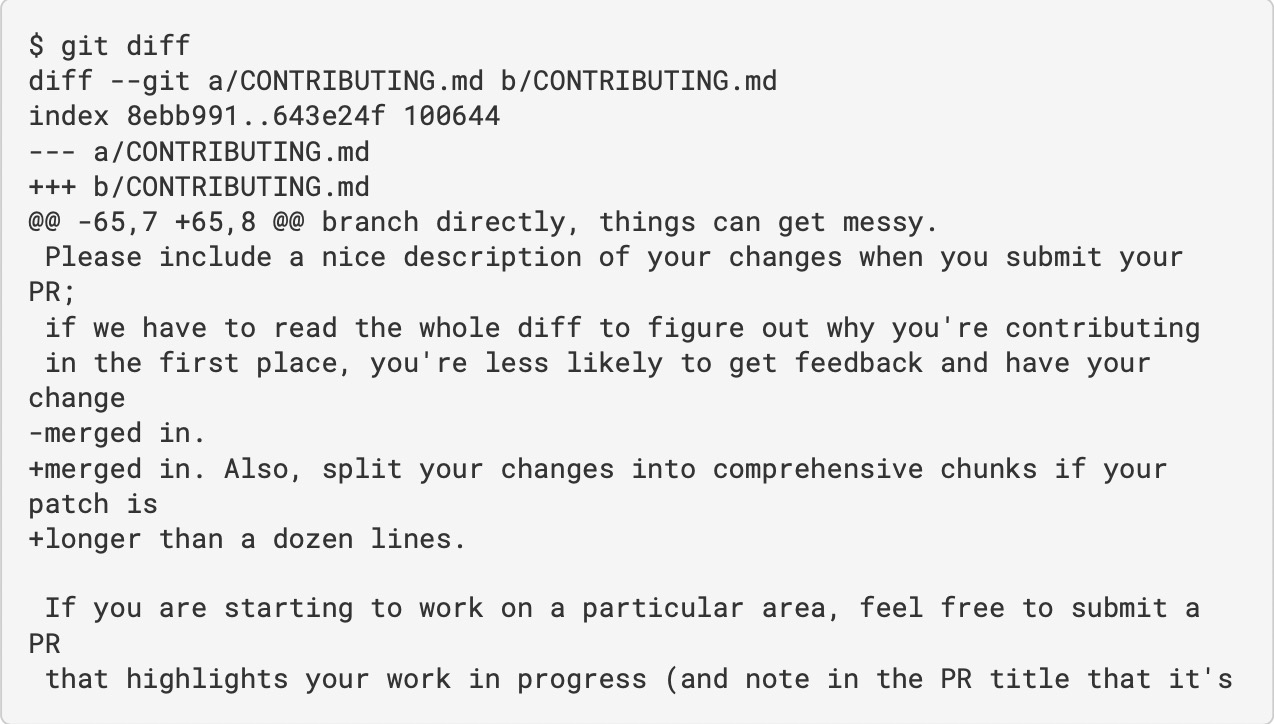 $ git diff
diff --git a/CONTRIBUTING.md b/CONTRIBUTING.md
index 8ebb991..643e24f 100644
--- a/CONTRIBUTING.md
+++ b/CONTRIBUTING.md
@@ -65,7 +65,8 @@ branch directly, things can get messy.
 Please include a nice description of your changes when you submit your
PR;
 if we have to read the whole diff to figure out why you're contributing
 in the first place, you're less likely to get feedback and have your
change
-merged in.
+merged in. Also, split your changes into comprehensive chunks if your
patch is
+longer than a dozen lines.

 If you are starting to work on a particular area, feel free to submit a
PR
 that highlights your work in progress (and note in the PR title that it's